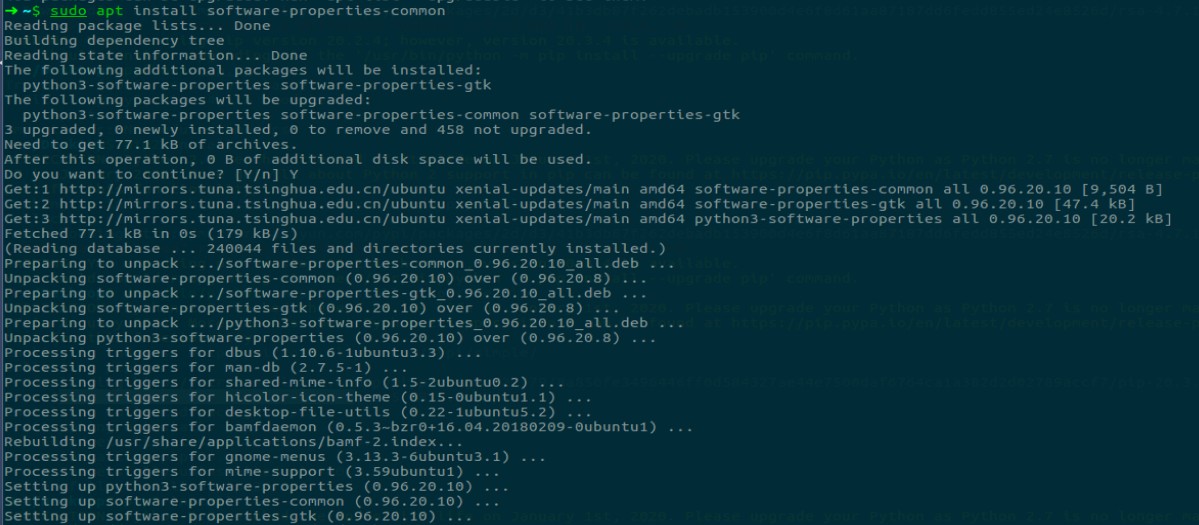 ➜ ~$ sudo apt install software-properties-common
Reading package lists... Done
Building dependency tree
Reading state information... Done
The following additional packages will be installed:
  python3-software-properties software-properties-gtk
The following packages will be upgraded:
  python3-software-properties software-properties-common software-properties-gtk
3 upgraded, 0 newly installed, 0 to remove and 458 not upgraded.
Need to get 77.1 kB of archives.
After this operation, 0 B of additional disk space will be used.
Do you want to continue? [Y/n] Y
Get:1 http://mirrors.tuna.tsinghua.edu.cn/ubuntu xenial-updates/main amd64 software-properties-common all 0.96.20.10 [9,504 B]
Get:2 http://mirrors.tuna.tsinghua.edu.cn/ubuntu xenial-updates/main amd64 software-properties-gtk all 0.96.20.10 [47.4 kB]
Get:3 http://mirrors.tuna.tsinghua.edu.cn/ubuntu xenial-updates/main amd64 python3-software-properties all 0.96.20.10 [20.2 kB]
Fetched 77.1 kB in 0s (179 kB/s)
(Reading database ... 240044 files and directories currently installed.)
Preparing to unpack .../software-properties-common_0.96.20.10_all.deb ...
Unpacking software-properties-common (0.96.20.10) over (0.96.20.8) ...
Preparing to unpack .../software-properties-gtk_0.96.20.10_all.deb ...
Unpacking software-properties-gtk (0.96.20.10) over (0.96.20.8) ...
Preparing to unpack .../python3-software-properties_0.96.20.10_all.deb ...
Unpacking python3-software-properties (0.96.20.10) over (0.96.20.8) ...
Processing triggers for dbus (1.10.6-1ubuntu3.3) ...
Processing triggers for man-db (2.7.5-1) ...
Processing triggers for shared-mime-info (1.5-2ubuntu0.2) ...
Processing triggers for hicolor-icon-theme (0.15-0ubuntu1.1) ...
Processing triggers for desktop-file-utils (0.22-1ubuntu5.2) ...
Processing triggers for bamfdaemon (0.5.3~bzr0+16.04.20180209-0ubuntu1) ...
Rebuilding /usr/share/applications/bamf-2.index...
Processing triggers for gnome-menus (3.13.3-6ubuntu3.1) ...
Processing triggers for mime-support (3.59ubuntu1) ...
Setting up python3-software-properties (0.96.20.10) ...
Setting up software-properties-common (0.96.20.10) ...
Setting up software-properties-gtk (0.96.20.10) ...